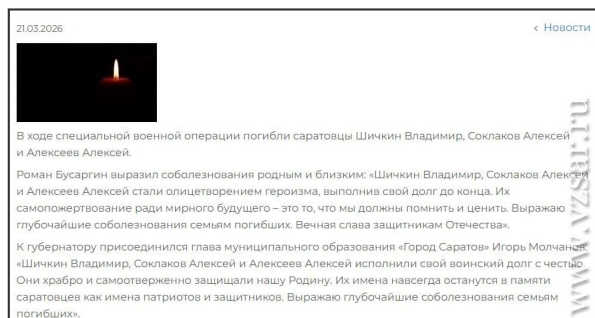 21.03.2026
‹ Новости
В ходе специальной военной операции погибли саратовцы Шичкин Владимир, Соклаков Алексей
и Алексеев Алексей.
Роман Бусаргин выразил соболезнования родным и близким: «Шичкин Владимир, Соклаков Алексей
и Алексеев Алексей стали олицетворением героизма, выполнив свой долг до конца. Их
самопожертвование ради мирного будущего – это то, что мы должны помнить и ценить. Выражаю
глубочайшие соболезнования семьям погибших. Вечная слава защитникам Отечества».
К губернатору присоединился глава муниципального образования «Город Саратов» Игорь Молчанов:
«Шичкин Владимир, Соклаков Алексей и Алексеев Алексей исполнили свой воинский долг с честью.
Они храбро и самоотверженно защищали нашу Родину. Их имена навсегда останутся в памяти
саратовцев как имена патриотов и защитников. Выражаю глубочайшие соболезнования семьям
погибших».
www.vzsar.ru